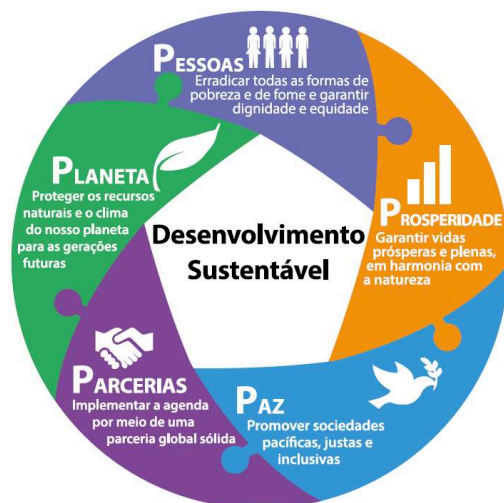 PESSOAS
Erradicar todas as formas de
pobreza e de fome e garantir
dignidade e equidade
PROSPERIDADE
Garantir vidas
prósperas e plenas,
em harmonia com
a natureza
PAZ
Promover sociedades
pacíficas, justas e
inclusivas
PARCERIAS
Implementar a agenda
por meio de uma
parceria global sólida
PLANETA
Proteger os recursos
naturais e o clima
do nosso planeta
para as gerações
futuras
Desenvolvimento
Sustentável